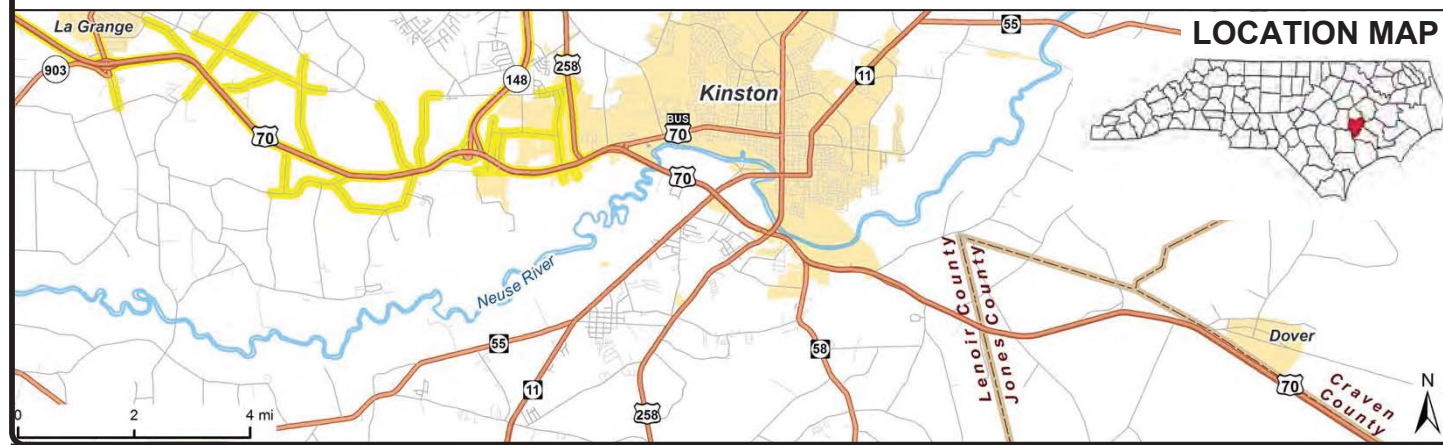 La Grange
55
LOCATION MAP
903
258
148
11
Kinston
BUS
70
70
70
Neuse River
Lenoir County
Jones County
55
58
Dover
11
70
Craven
County
N
258
0 2 4 mi